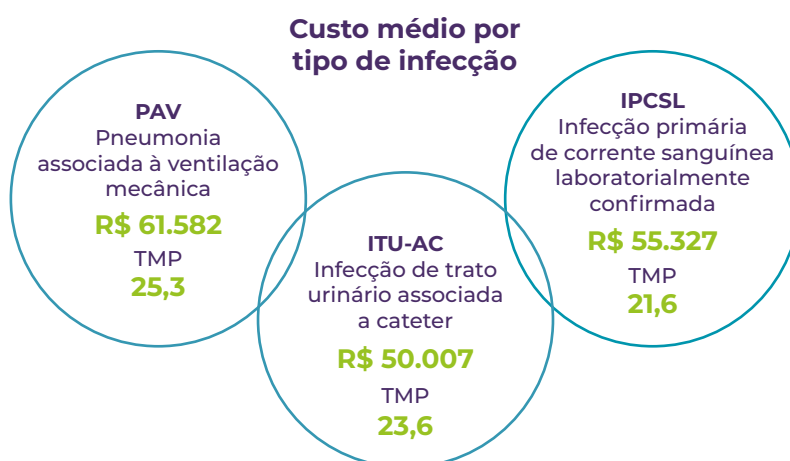 Custo médio por
tipo de infecção
PAV
Pneumonia
associada à ventilação
mecânica
R$ 61.582
TMP
25,3
ITU-AC
Infecção de trato
urinário associada
a cateter
R$ 50.007
TMP
23,6
IPCSL
Infecção primária
de corrente sanguínea
laboratorialmente
confirmada
R$ 55.327
TMP
21,6